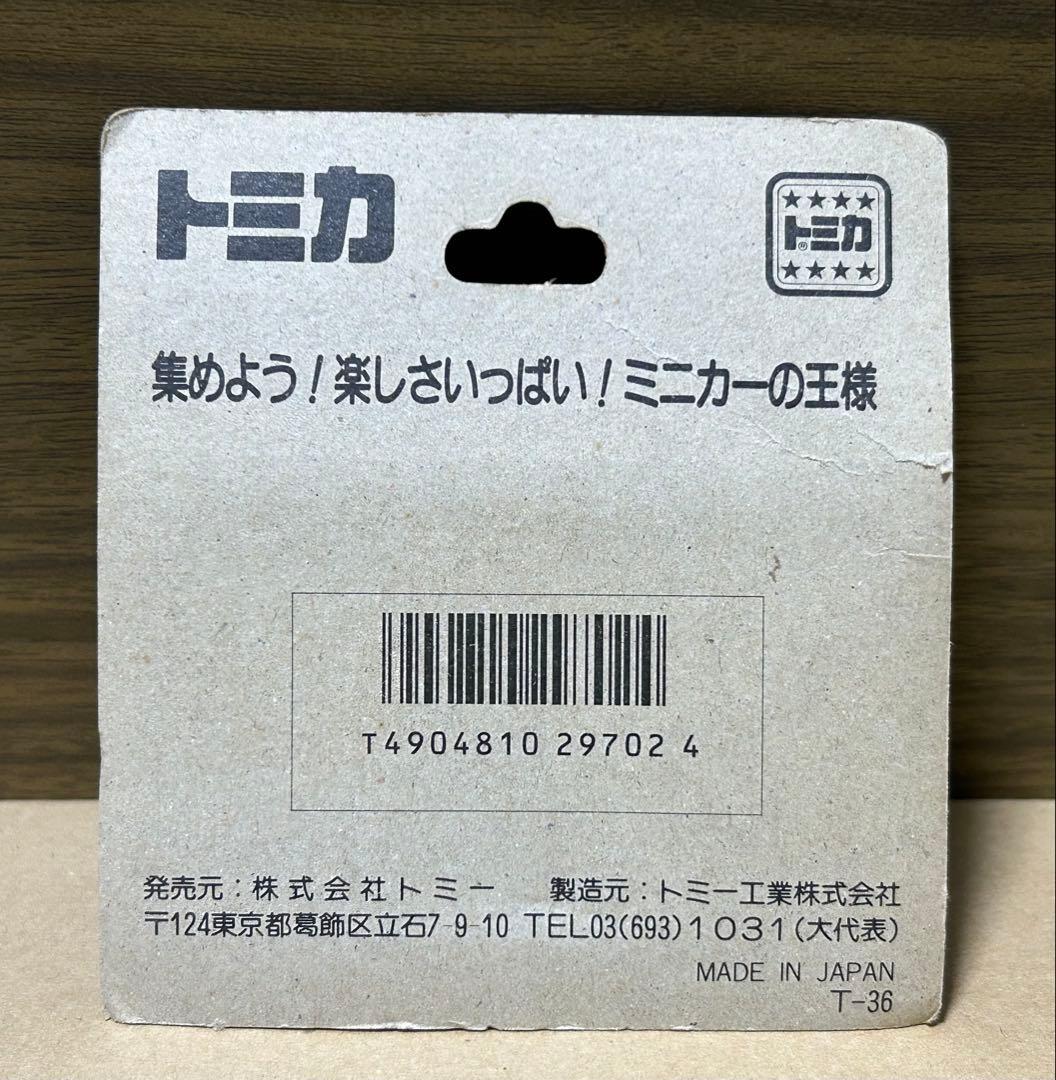 トミカ
★★★★
トミカ®
★★★★
集めよう!楽しさいっぱい!ミニカーの王様
T4904810 29702 4
発売元:株式会社トミー 製造元:トミー工業株式会社
〒124東京都葛飾区立石7-9-10 TEL03(693)1031(大代表)
MADE IN JAPAN
T-36